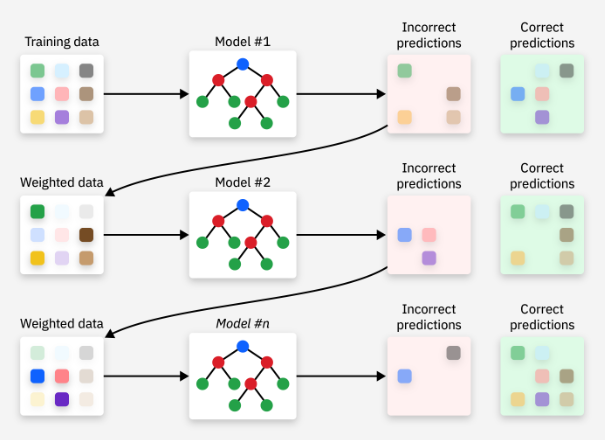 Training data
Model #1
Incorrect
predictions
Correct
predictions
Weighted data
Model #2
Incorrect
predictions
Correct
predictions
Weighted data
Model #n
Incorrect
predictions
Correct
predictions